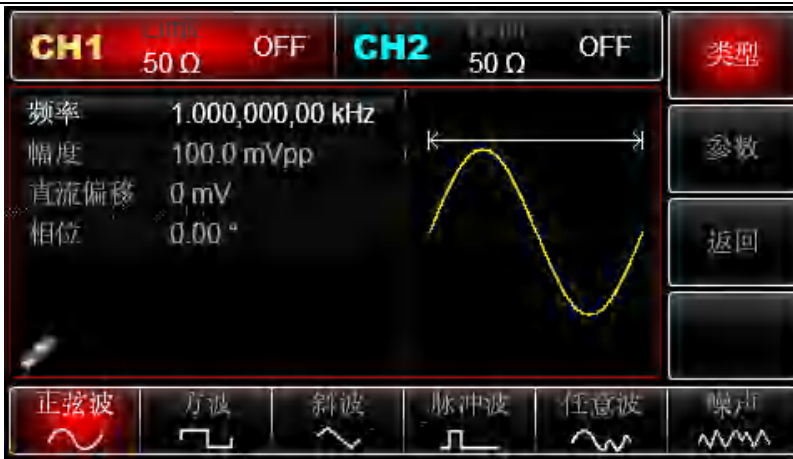 CH1 Limit 50 Ω OFF CH2 Limit 50 Ω OFF
类型
频率 1.000,000,00 kHz
幅度 100.0 mVpp
直流偏移 0 mV
相位 0.00 °
参数
返回
正弦波 方波 斜波 脉冲波 任意波 噪声